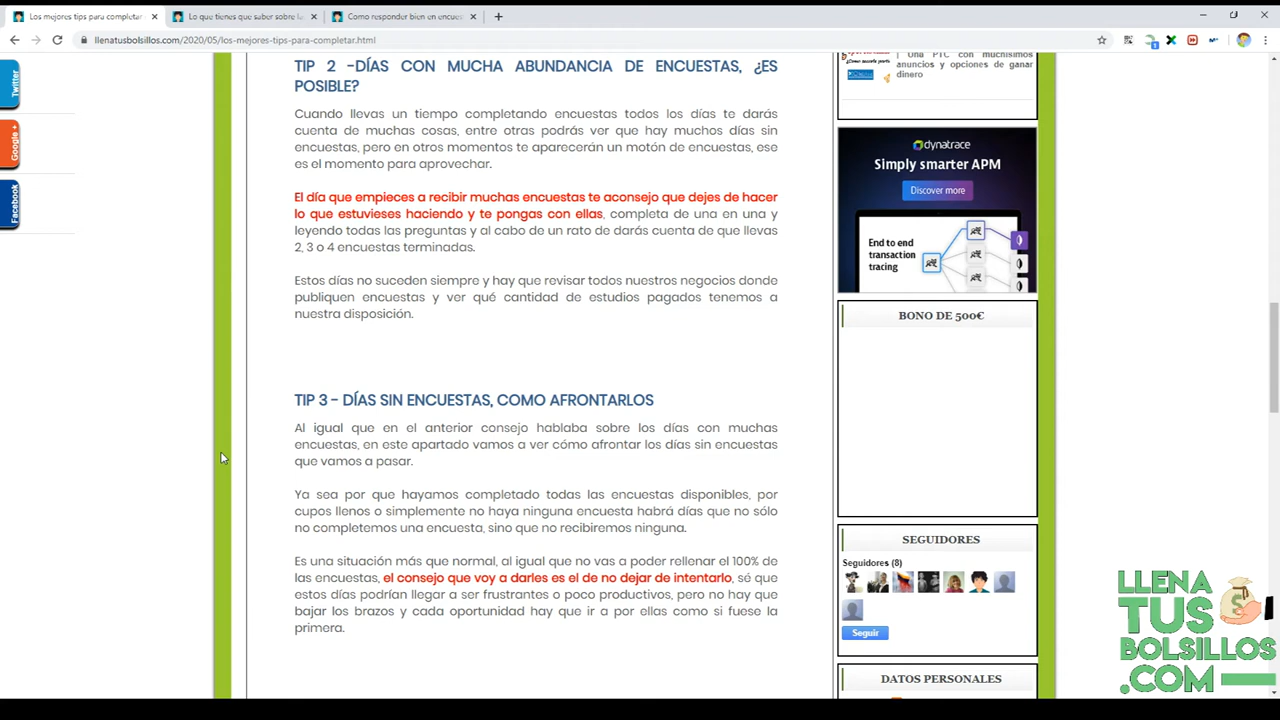 Los mejores tips para completar
Lo que tienes que saber sobre la
Como responder bien en encues
llenatusbolsillos.com/2020/05/los-mejores-tips-para-completar.html
Twitter
Google +
Facebook
TIP 2 -DÍAS CON MUCHA ABUNDANCIA DE ENCUESTAS, ¿ES
POSIBLE?
Cuando llevas un tiempo completando encuestas todos los días te darás
cuenta de muchas cosas, entre otras podrás ver que hay muchos días sin
encuestas, pero en otros momentos te aparecerán un motón de encuestas, ese
es el momento para aprovechar.
El día que empieces a recibir muchas encuestas te aconsejo que dejes de hacer
lo que estuvieses haciendo y te pongas con ellas, completa de una en una y
leyendo todas las preguntas y al cabo de un rato de darás cuenta de que llevas
2, 3 o 4 encuestas terminadas.
Estos días no suceden siempre y hay que revisar todos nuestros negocios donde
publiquen encuestas y ver qué cantidad de estudios pagados tenemos a
nuestra disposición.
TIP 3 - DÍAS SIN ENCUESTAS, COMO AFRONTARLOS
Al igual que en el anterior consejo hablaba sobre los días con muchas
encuestas, en este apartado vamos a ver cómo afrontar los días sin encuestas
que vamos a pasar.
Ya sea por que hayamos completado todas las encuestas disponibles, por
cupos llenos o simplemente no haya ninguna encuesta habrá días que no sólo
no completemos una encuesta, sino que no recibiremos ninguna.
Es una situación más que normal, al igual que no vas a poder rellenar el 100% de
las encuestas, el consejo que voy a darles es el de no dejar de intentarlo, sé que
estos días podrían llegar a ser frustrantes o poco productivos, pero no hay que
bajar los brazos y cada oportunidad hay que ir a por ellas como si fuese la
primera.
| Una PTC con muchísimos
anuncios y opciones de ganar
dinero
dynatrace
Simply smarter APM
Discover more
End to end
transaction
tracing
BONO DE 500€
SEGUIDORES
Seguidores (8)
Seguir
DATOS PERSONALES
LLENA
TUS
BOLSILLOS
.COM